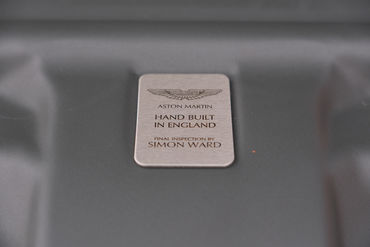 ASTON MARTIN
HAND BUILT
IN ENGLAND
FINAL INSPECTION BY
SIMON WARD